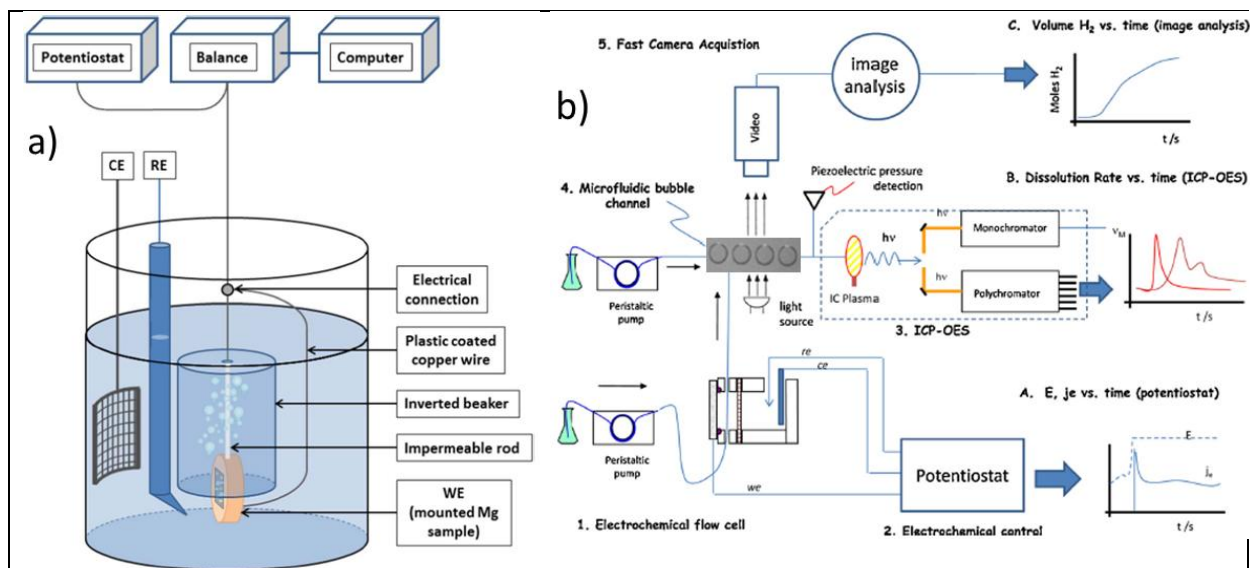 Potentiostat
Balance
Computer
a)
CE
RE
Electrical
connection
Plastic coated
copper wire
Inverted beaker
Impermeable rod
WE
(mounted Mg
sample)
b)
5. Fast Camera Acquistion
image
analysis
C. Volume H₂ vs. time (image analysis)
Moles H₂
t /s
Video
4. Microfluidic bubble
channel
Piezoelectric pressure
detection
B. Dissolution Rate vs. time (ICP-OES)
hν
hν
Monochromator
hν
Polychromator
IC Plasma
3. ICP-OES
νM
t /s
Peristaltic
pump
light
source
re
ce
A. E, je vs. time (potentiostat)
E
je
t /s
Peristaltic
pump
we
Potentiostat
1. Electrochemical flow cell
2. Electrochemical control